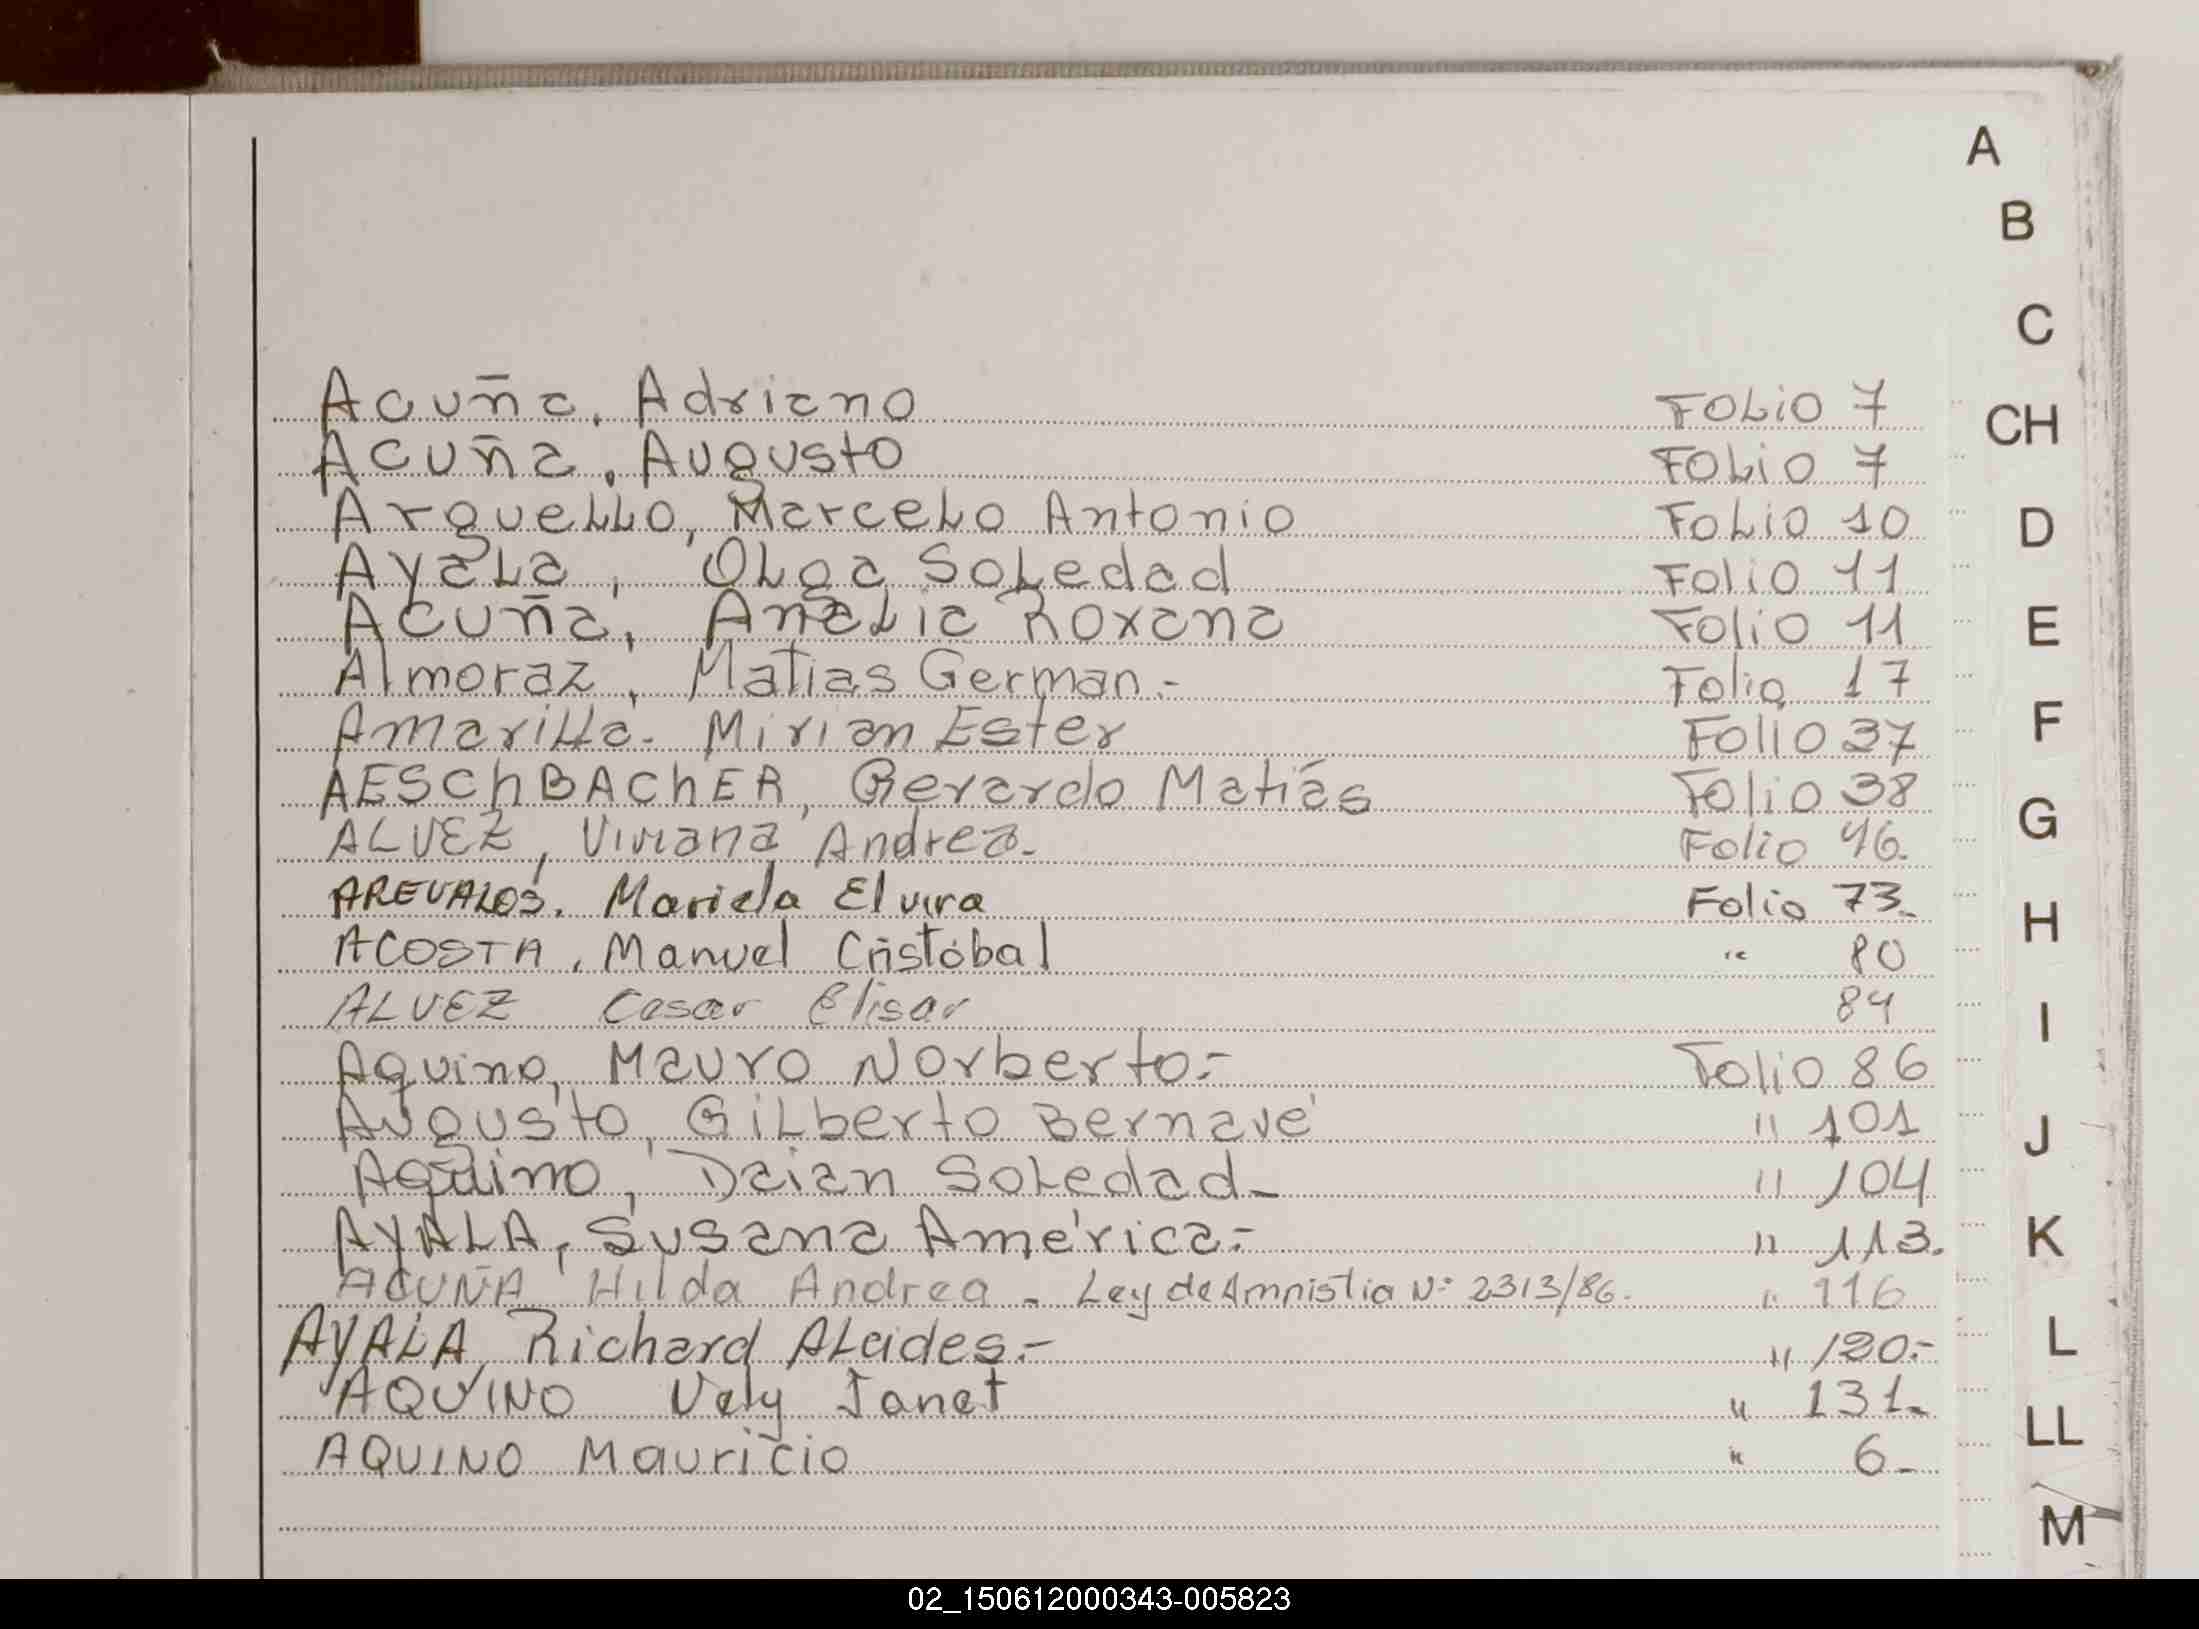 A
B
C
Acuña, Adriano Folio 7 CH
Acuña, Augusto Folio 7
Arguello, Marcelo Antonio Folio 10 D
Ayala, Olga Soledad Folio 11
Acuña, Analia Roxana Folio 11 E
Almoraz, Matias German.- Folio 17
Amarilla. Mirian Ester Folio 37 F
AESChBAChER, Gerardo Matiás Folio 38
ALVEZ, Viviana Andrea- Folio 46. G
AREVALOS. Mariela Elvira Folio 73.
ACOSTA, Manuel Cristóbal " 80 H
ALVEZ Cesar Elisar 84 I
Aquino, Mauro Norberto.- Folio 86
Augusto, Gilberto Bernavé " 101 J
Aquino, Daian Soledad- " 104
AYALA, Susana América.- " 113. K
ACUÑA Hilda Andrea - Ley de Amnistia Nº 2313/86. " 116
AYALA, Richard Alcides.- " 120.- L
AQUINO Vely Janet " 131-
AQUINO Mauricio " 6- LL
M
02_150612000343-005823